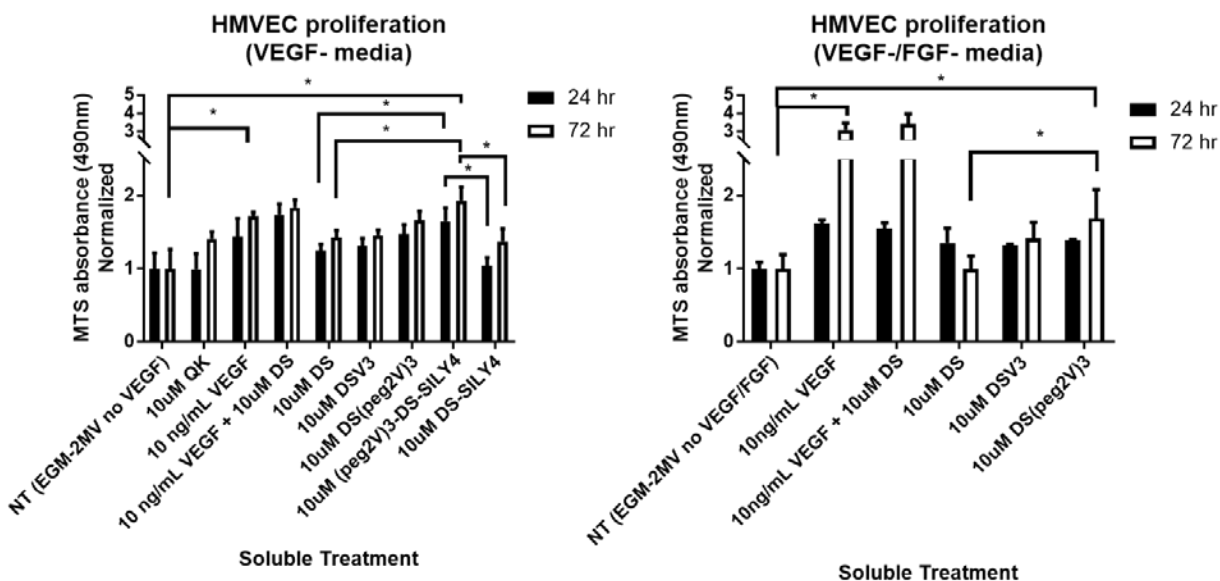 HMVEC proliferation
(VEGF- media)
MTS absorbance (490nm)
Normalized
5
4
3
2
1
0
*
*
*
*
*
*
24 hr
72 hr
NT (EGM-2MV no VEGF)
10uM QK
10 ng/mL VEGF
10 ng/mL VEGF + 10uM DS
10uM DS
10uM DSV3
10uM DS(peg2V)3
10uM (peg2V)3-DS-SILY4
10uM DS-SILY4
Soluble Treatment
HMVEC proliferation
(VEGF-/FGF- media)
MTS absorbance (490nm)
Normalized
5
4
3
2
1
0
*
*
*
24 hr
72 hr
NT (EGM-2MV no VEGF/FGF)
10ng/mL VEGF
10ng/mL VEGF + 10uM DS
10uM DS
10uM DSV3
10uM DS(peg2V)3
Soluble Treatment